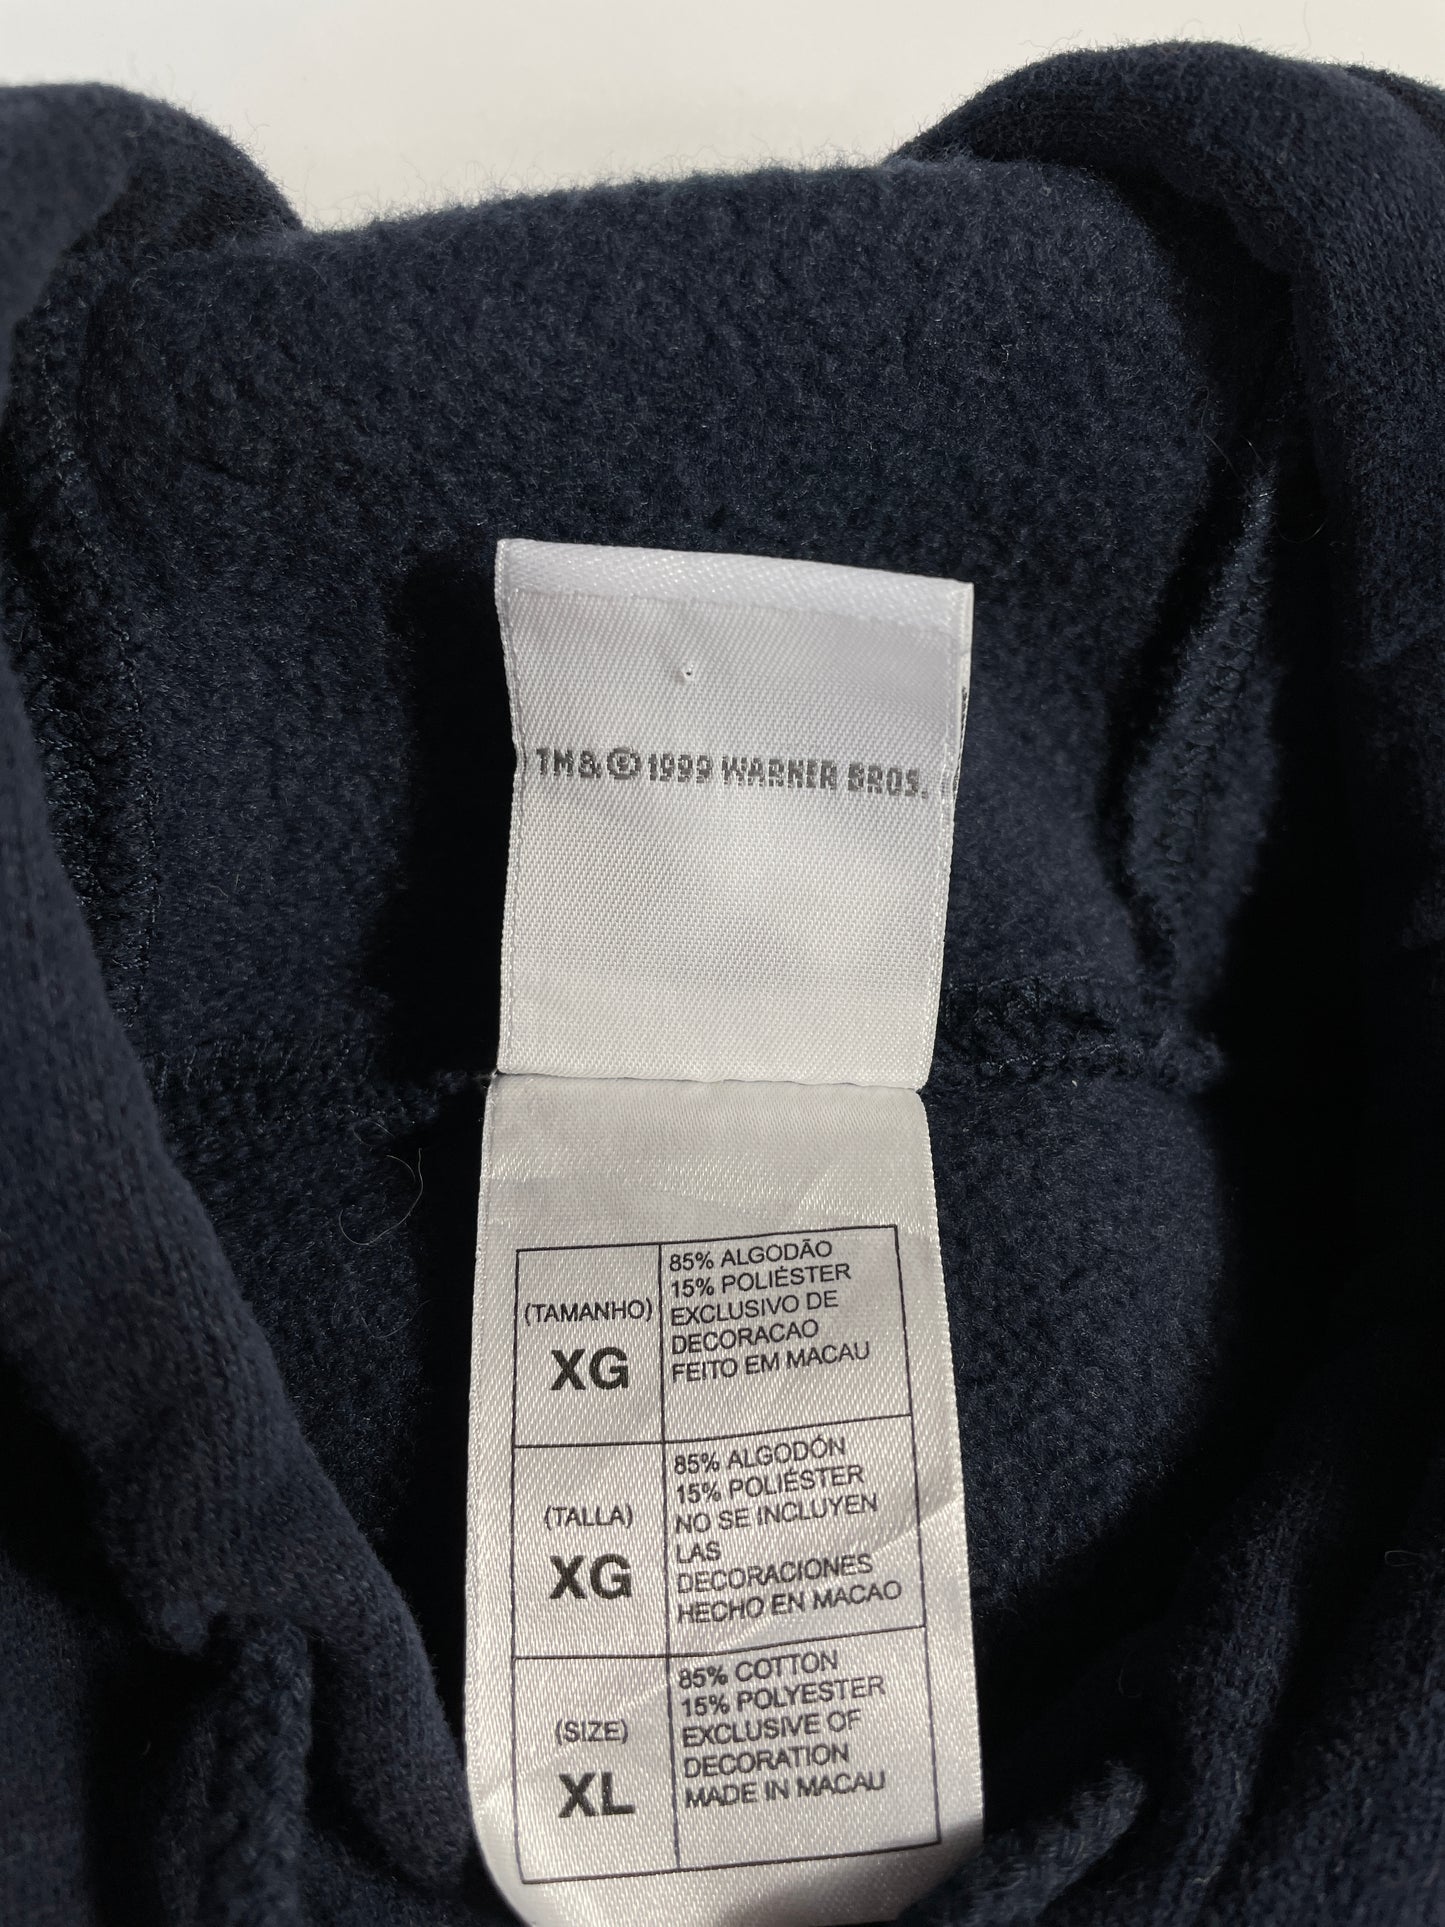 TM& © 1999 WARNER BROS.
(TAMANHO)
XG
85% ALGODÃO
15% POLIÉSTER
EXCLUSIVO DE
DECORACAO
FEITO EM MACAU
(TALLA)
XG
85% ALGODÓN
15% POLIÉSTER
NO SE INCLUYEN
LAS
DECORACIONES
HECHO EN MACAO
(SIZE)
XL
85% COTTON
15% POLYESTER
EXCLUSIVE OF
DECORATION
MADE IN MACAU